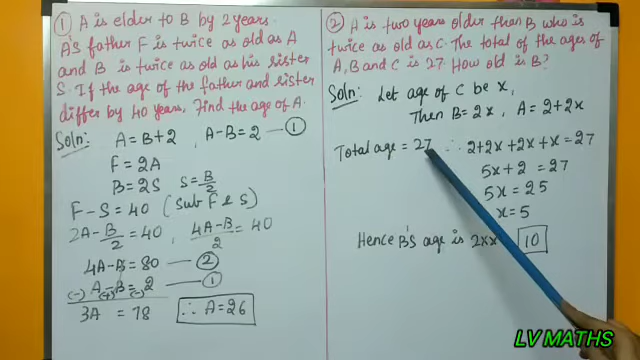 ① A is elder to B by 2 years.
A's father F is twice as old as A
and B is twice as old as his sister
S. If the age of the father and sister
differ by 40 years, Find the age of A.
Soln: A = B+2 A-B = 2 — ①
F = 2A
B = 2S S = B/2
F - S = 40 (Sub F & S)
2A - B/2 = 40, 4A-B/2 = 40
4A - B = 80 — ②
A - B = 2 — ①
(-) (+) (-)
3A = 78 ∴ A = 26
② A is two years older then B who is
twice as old as C. The total of the ages of
A, B and C is 27. How old is B?
Soln: Let age of C be x,
Then B = 2x, A = 2+2x
Total age = 27 ∴ 2+2x+2x+x = 27
5x + 2 = 27
5x = 25
x = 5
Hence B's age is 2xx 10
LV MATHS